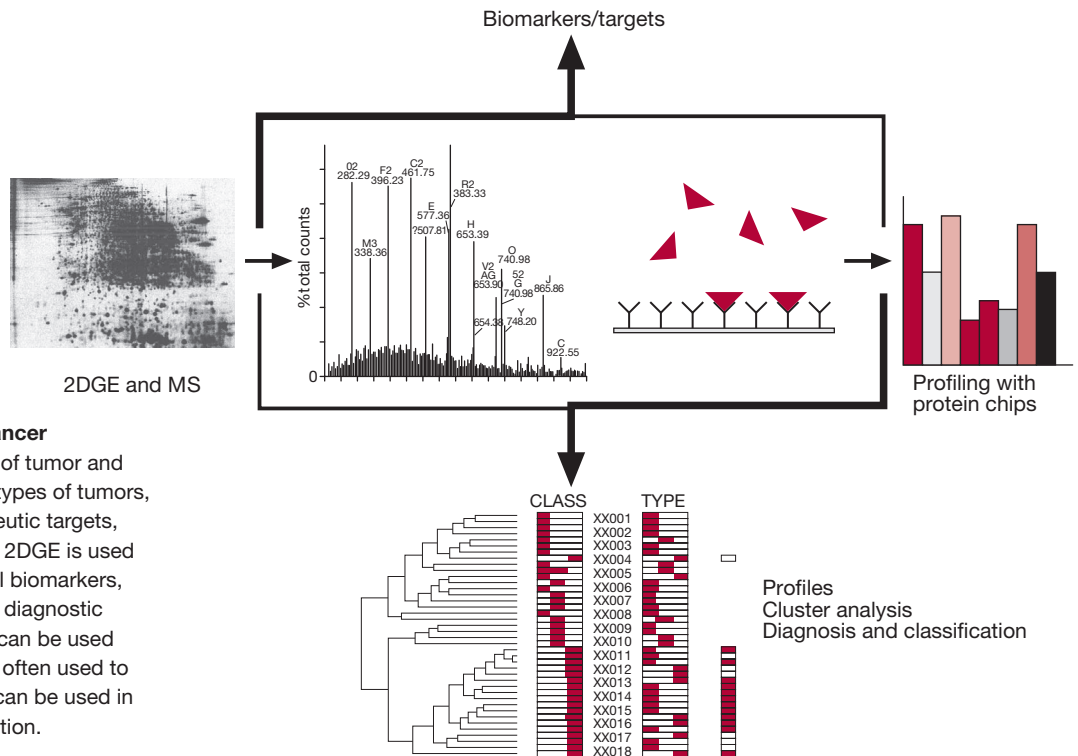 Biomarkers/targets
%total counts
0
02
282.29
M3
338.36
F2
396.23
C2
461.75
E
577.36
?507.81
R2
383.33
H
653.39
V2
AG
653.90
654.38
O
740.98
52
G
740.98
Y
748.20
J
865.86
C
922.55
2DGE and MS
Profiling with
protein chips
ancer
of tumor and
types of tumors,
eutic targets,
2DGE is used
l biomarkers,
diagnostic
can be used
often used to
can be used in
tion.
CLASS TYPE
XX001
XX002
XX003
XX004
XX005
XX006
XX007
XX008
XX009
XX010
XX011
XX012
XX013
XX014
XX015
XX016
XX017
XX018
Profiles
Cluster analysis
Diagnosis and classification